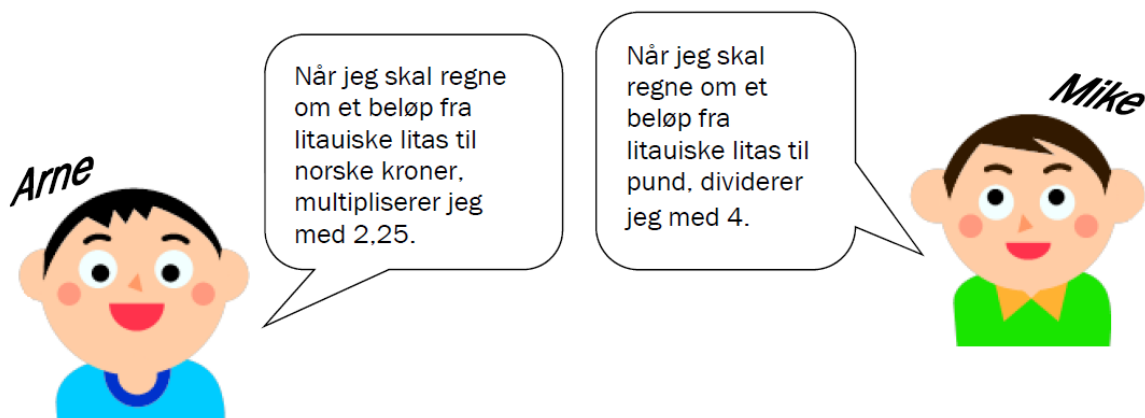 Arne
Når jeg skal regne
om et beløp fra
litauiske litas til
norske kroner,
multipliserer jeg
med 2,25.
Når jeg skal
regne om et
beløp fra
litauiske litas til
pund, dividerer
jeg med 4.
Mike